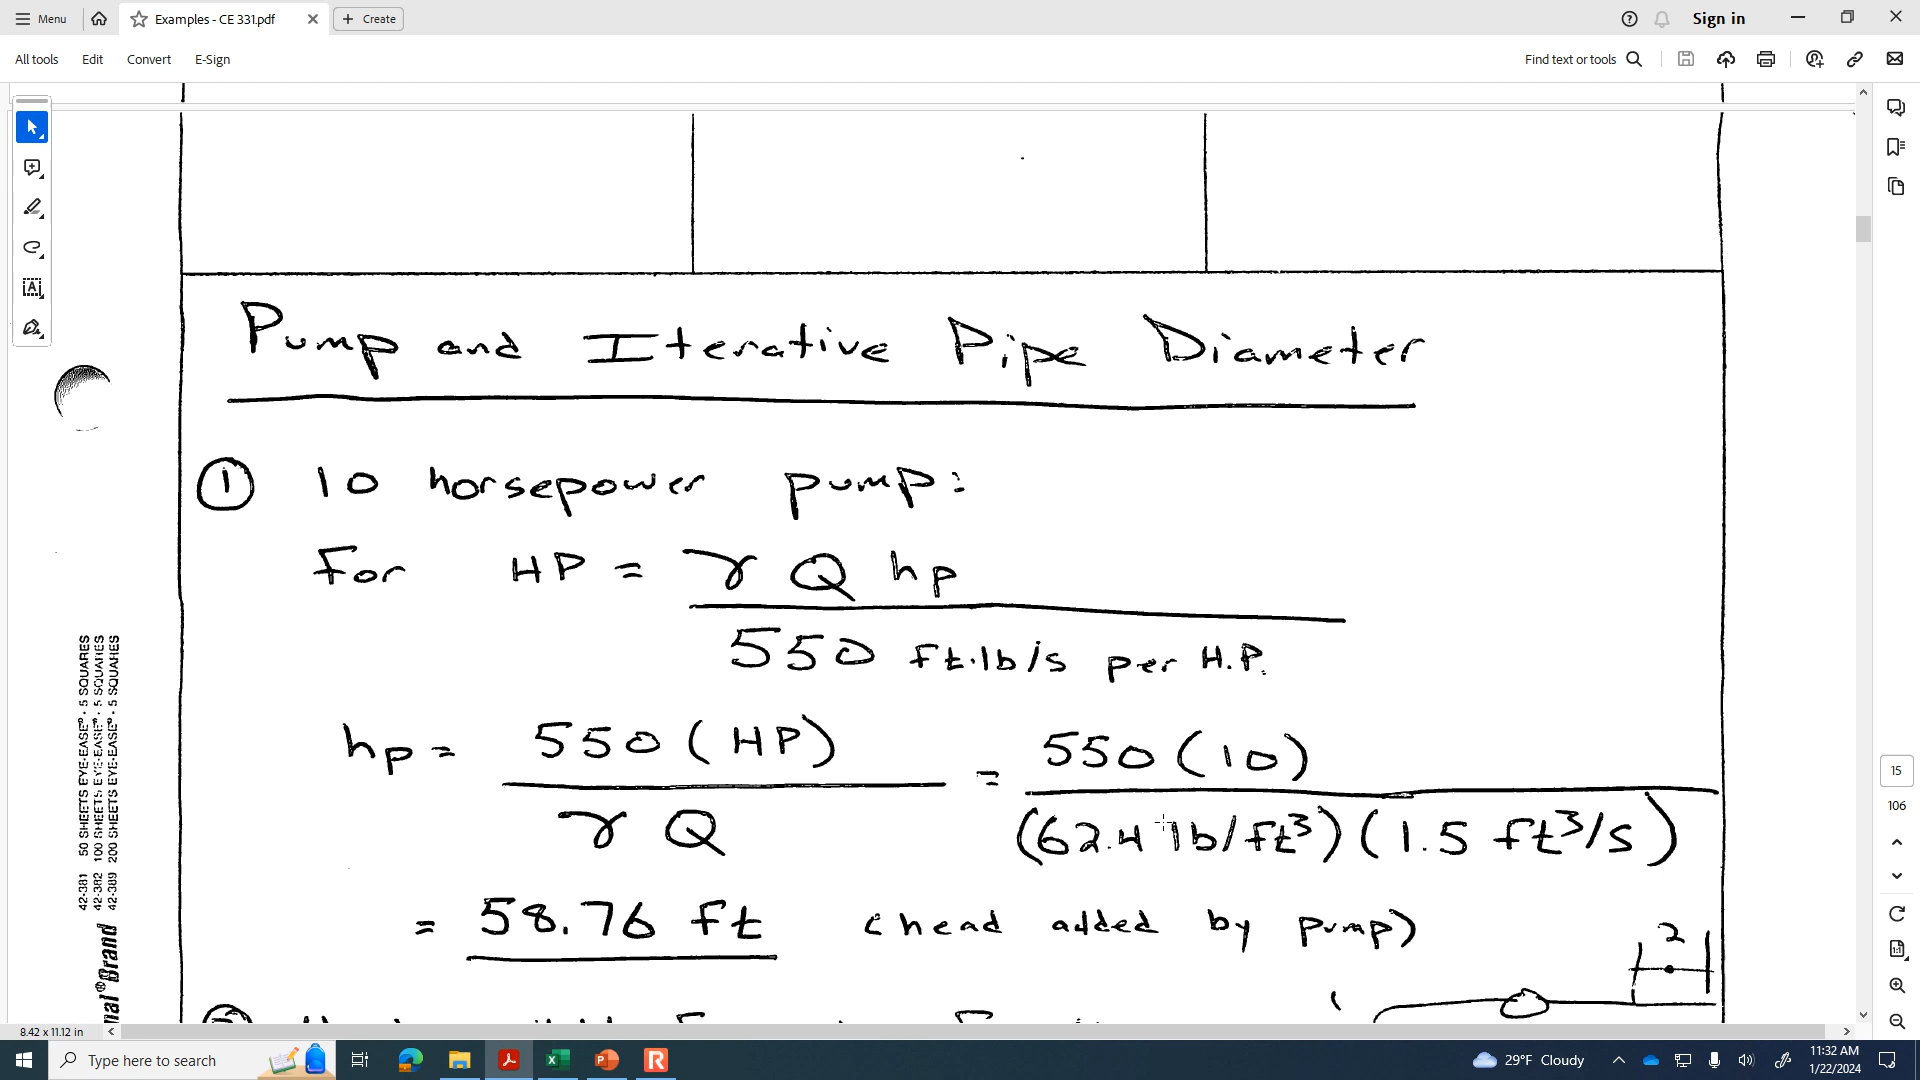 Menu
Examples - CE 331.pdf
Create
Sign in
All tools
Edit
Convert
E-Sign
Find text or tools
Pump and Iterative Pipe Diameter
① 10 horsepower pump:
For HP = γ Q hp
550 ft·lb/s per H.P.
hp = 550 (HP) = 550 (10)
γ Q (62.4 lb/ft³) (1.5 ft³/s)
= 58.76 ft (head added by pump)
2
42-381 50 SHEETS EYE-EASE® · 5 SQUARES
42-382 100 SHEETS EYE-EASE® · 5 SQUARES
42-389 200 SHEETS EYE-EASE® · 5 SQUARES
nal ® Brand
15
106
8.42 x 11.12 in
Type here to search
29°F Cloudy
11:32 AM
1/22/2024